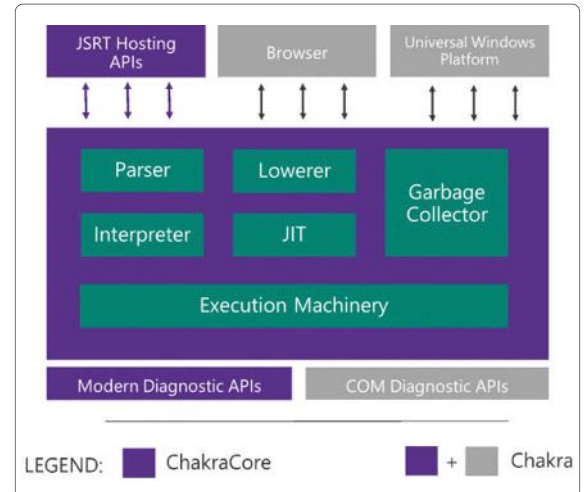 JSRT Hosting
APIs
Browser
Universal Windows
Platform
Parser
Lowerer
Garbage
Collector
Interpreter
JIT
Execution Machinery
Modern Diagnostic APIs
COM Diagnostic APIs
LEGEND:
ChakraCore
+
Chakra